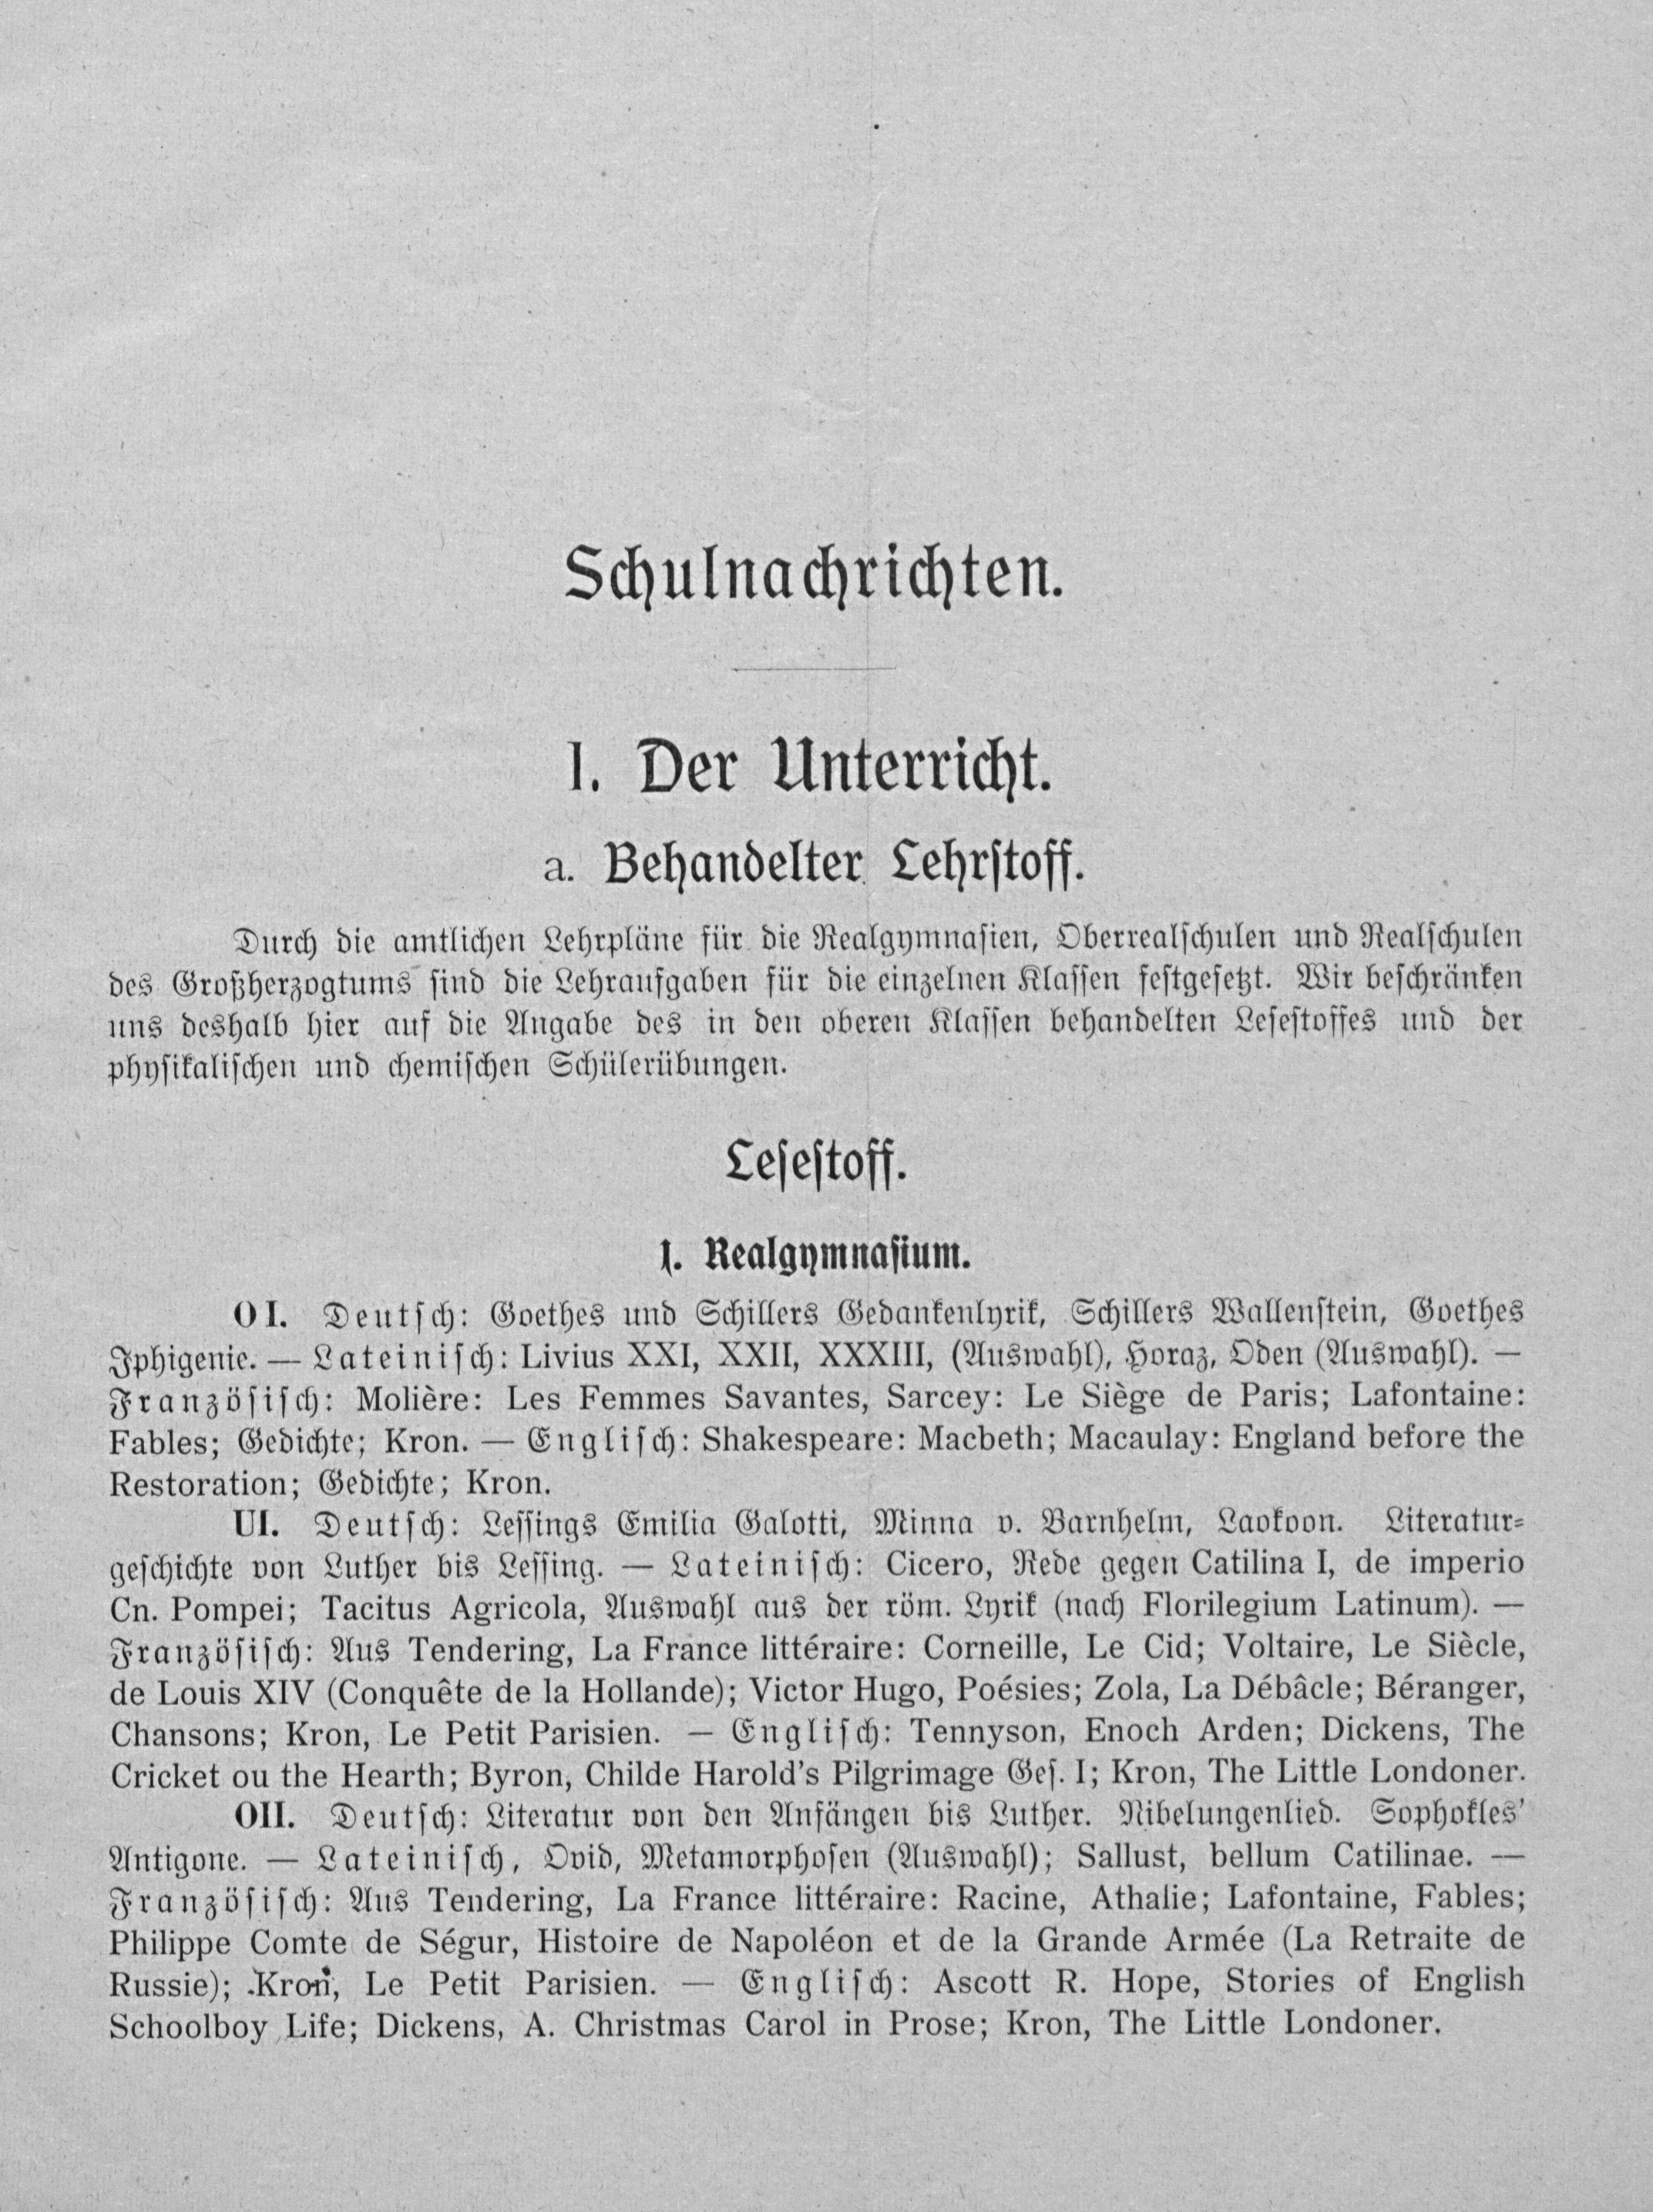 Schulnachrichten.
1. Der Unterricht.
a. Behandelter Lehrstoff.
Durch die amtlichen Lehrpläne für die Realgymnasien, Oberrealschulen und Realschulen
des Großherzogtums sind die Lehraufgaben für die einzelnen Klassen festgesetzt. Wir beschränken
uns deshalb hier auf die Angabe des in den oberen Klassen behandelten Lesestoffes und der
physikalischen und chemischen Schülerübungen.
Lesestoff.
1. Realgymnasium.
OI. Deutsch: Goethes und Schillers Gedankenlyrik, Schillers Wallenstein, Goethes
Iphigenie. — Lateinisch: Livius XXI, XXII, XXXIII, (Auswahl), Horaz, Oden (Auswahl). —
Französisch: Molière: Les Femmes Savantes, Sarcey: Le Siège de Paris; Lafontaine:
Fables; Gedichte; Kron. — Englisch: Shakespeare: Macbeth; Macaulay: England before the
Restoration; Gedichte; Kron.
UI. Deutsch: Lessings Emilia Galotti, Minna v. Barnhelm, Laokoon. Literatur-
geschichte von Luther bis Lessing. — Lateinisch: Cicero, Rede gegen Catilina I, de imperio
Cn. Pompei; Tacitus Agricola, Auswahl aus der röm. Lyrik (nach Florilegium Latinum). —
Französisch: Aus Tendering, La France littéraire: Corneille, Le Cid; Voltaire, Le Siècle,
de Louis XIV (Conquête de la Hollande); Victor Hugo, Poésies; Zola, La Débâcle; Béranger,
Chansons; Kron, Le Petit Parisien. — Englisch: Tennyson, Enoch Arden; Dickens, The
Cricket ou the Hearth; Byron, Childe Harold's Pilgrimage Ges. I; Kron, The Little Londoner.
OII. Deutsch: Literatur von den Anfängen bis Luther. Nibelungenlied. Sophokles'
Antigone. — Lateinisch, Ovid, Metamorphosen (Auswahl); Sallust, bellum Catilinae. —
Französisch: Aus Tendering, La France littéraire: Racine, Athalie; Lafontaine, Fables;
Philippe Comte de Ségur, Histoire de Napoléon et de la Grande Armée (La Retraite de
Russie); Kron, Le Petit Parisien. — Englisch: Ascott R. Hope, Stories of English
Schoolboy Life; Dickens, A. Christmas Carol in Prose; Kron, The Little Londoner.